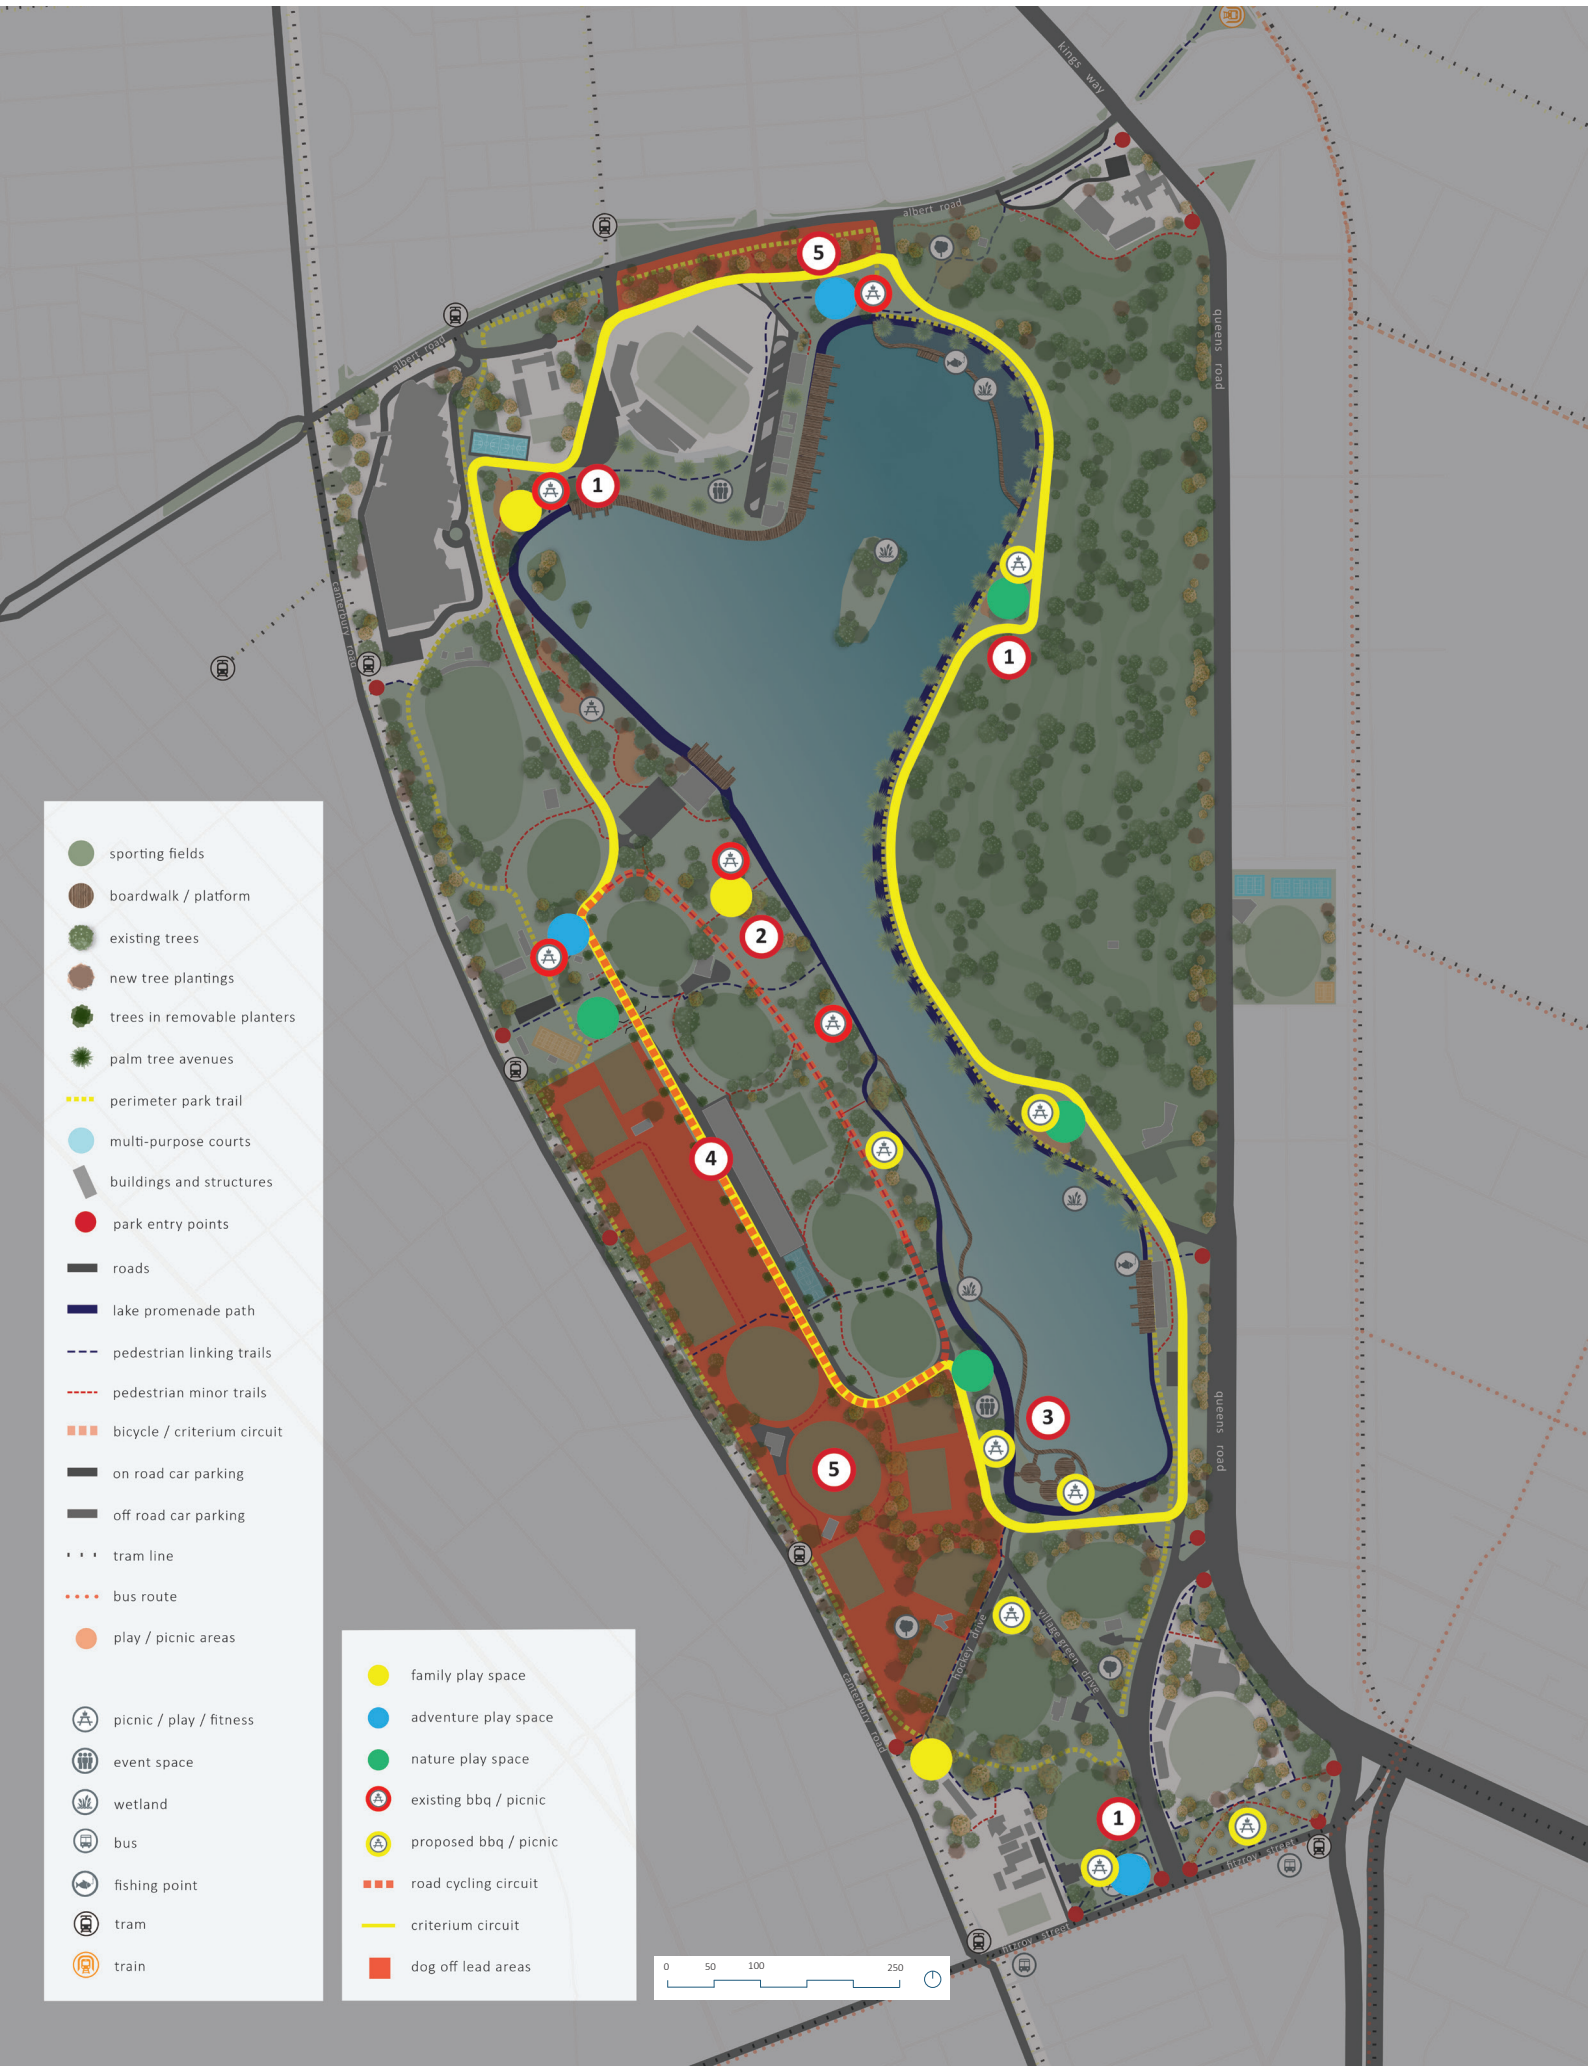 kings way
albert road
5
albert road
queens road
1
canterbury road
1
2
4
3
5
queens road
hockey drive
village green drive
canterbury road
1
fitzroy street
fitzroy street
sporting fields
boardwalk / platform
existing trees
new tree plantings
trees in removable planters
palm tree avenues
perimeter park trail
multi-purpose courts
buildings and structures
park entry points
roads
lake promenade path
pedestrian linking trails
pedestrian minor trails
bicycle / criterium circuit
on road car parking
off road car parking
tram line
bus route
play / picnic areas
picnic / play / fitness
event space
wetland
bus
fishing point
tram
train
family play space
adventure play space
nature play space
existing bbq / picnic
proposed bbq / picnic
road cycling circuit
criterium circuit
dog off lead areas
0 50 100 250